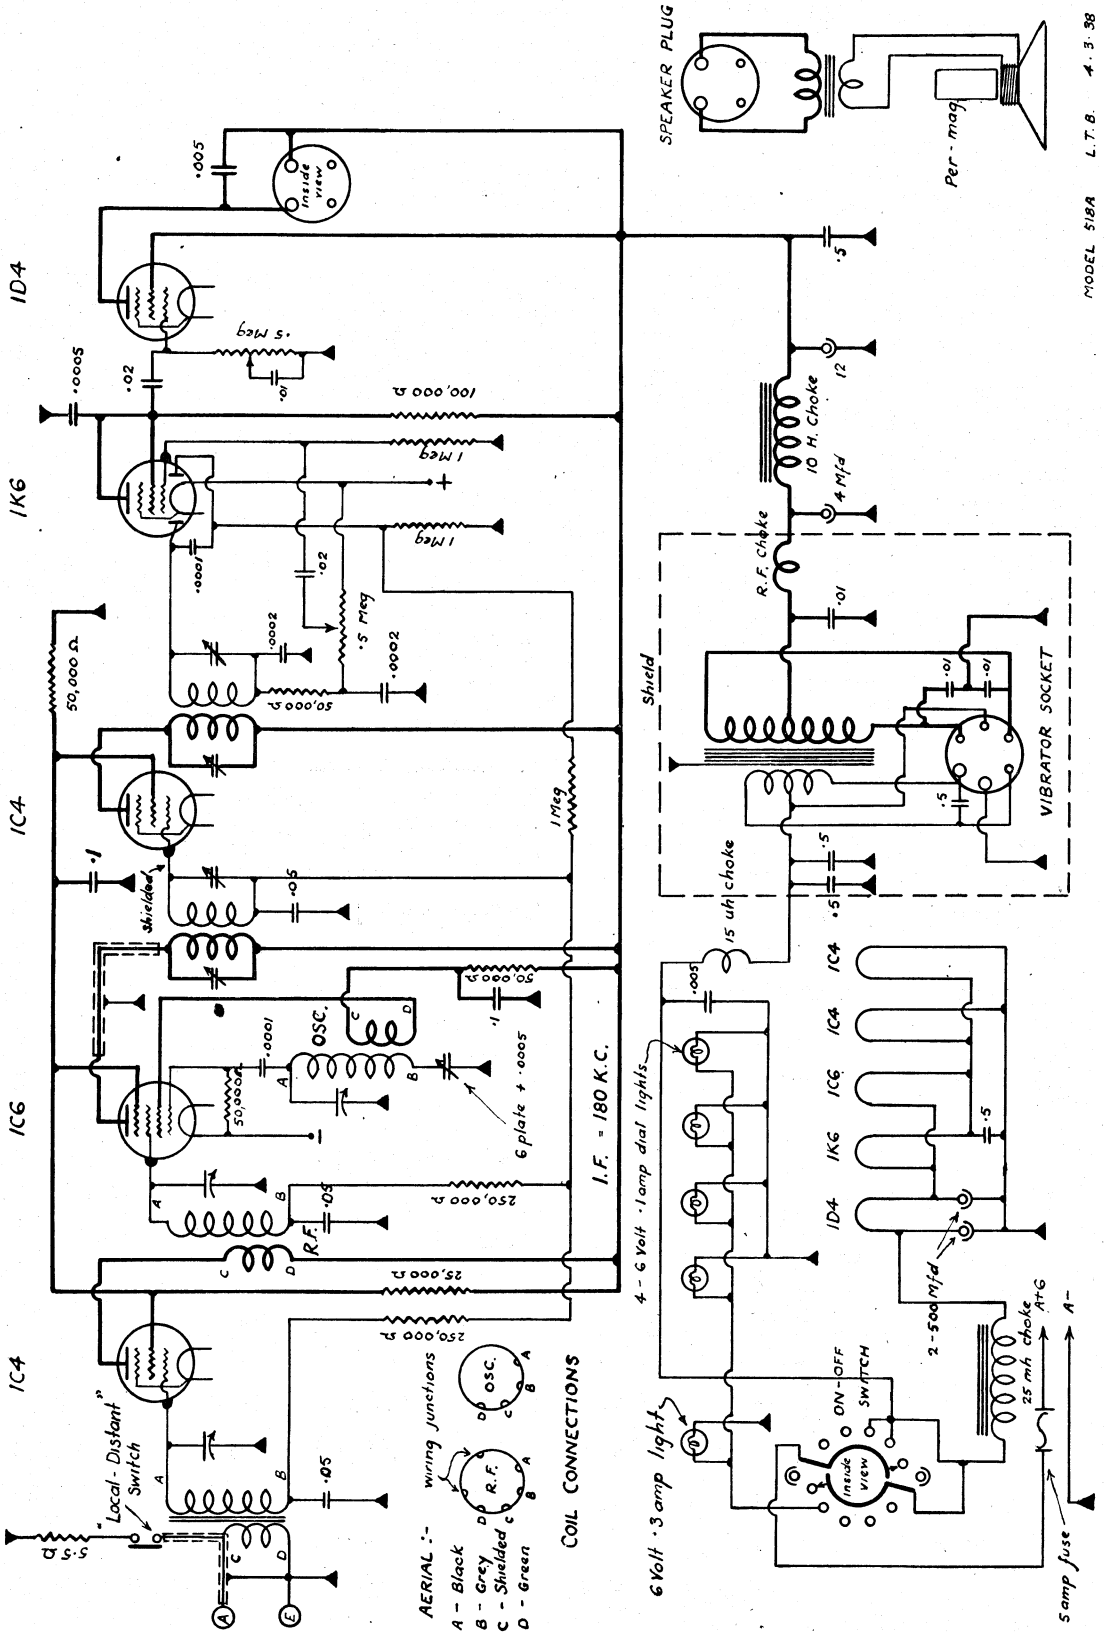 1C4
1C6
1C4
1K6
1D4
5.5 Ω
"Local-Distant"
Switch
A
E
A
B
C
D
.05
250,000 Ω
25,000 Ω
C
D
R.F.
A
B
.05
250,000 Ω
50,000 Ω
.0001
OSC.
A
B
C
D
6 plate + .0005
.1
50,000 Ω
I.F. = 180 K.C.
shielded
.1
.05
1 Meg
50,000 Ω
50,000 Ω
.0002
.0002
.5 Meg
.0001
.02
1 Meg
1 Meg
+
.0005
.02
100,000 Ω
.5 Meg
.01
.005
inside
view
AERIAL :-
A - Black
B - Grey
C - Shielded
D - Green
wiring junctions
R.F.
D
C
B
A
OSC.
D
C
B
A
COIL CONNECTIONS
6 Volt .3 amp light
4 - 6 Volt .1 amp dial lights
.005
15 uh choke
ON-OFF
SWITCH
inside
view
5 amp fuse
25 mh choke
A+G
A-
2-500 Mfd
1D4
1K6
1C6
1C4
1C4
.5
Shield
.5
.5
.5
.01
.01
VIBRATOR SOCKET
.01
R.F. Choke
4 Mfd
10 H. Choke
12
.5
SPEAKER PLUG
Per-mag.
MODEL 518A L.T.B. 4.3.38